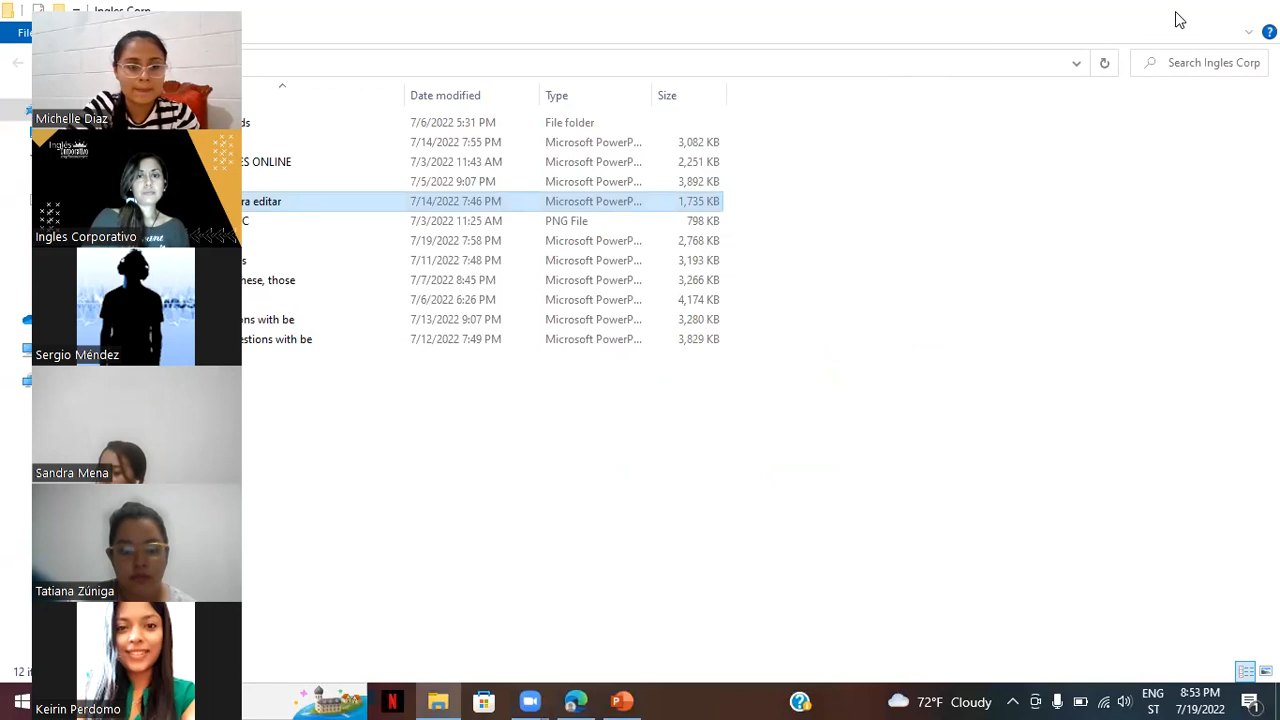 Ingles Corp
Fil
Search Ingles Corp
Date modified Type Size
ds 7/6/2022 5:31 PM File folder
7/14/2022 7:55 PM Microsoft PowerP... 3,082 KB
ES ONLINE 7/3/2022 11:43 AM Microsoft PowerP... 2,251 KB
7/5/2022 9:07 PM Microsoft PowerP... 3,892 KB
ra editar 7/14/2022 7:46 PM Microsoft PowerP... 1,735 KB
C 7/3/2022 11:25 AM PNG File 798 KB
7/19/2022 7:58 PM Microsoft PowerP... 2,768 KB
s 7/11/2022 7:48 PM Microsoft PowerP... 3,193 KB
nese, those 7/7/2022 8:45 PM Microsoft PowerP... 3,266 KB
7/6/2022 6:26 PM Microsoft PowerP... 4,174 KB
ons with be 7/13/2022 9:07 PM Microsoft PowerP... 3,280 KB
estions with be 7/12/2022 7:49 PM Microsoft PowerP... 3,829 KB
Michelle Diaz
Inglés
Corporativo
Ingles Corporativo
Sergio Méndez
Sandra Mena
Tatiana Zúniga
Keirin Perdomo
12 it
72°F Cloudy
ENG
ST
8:53 PM
7/19/2022
1